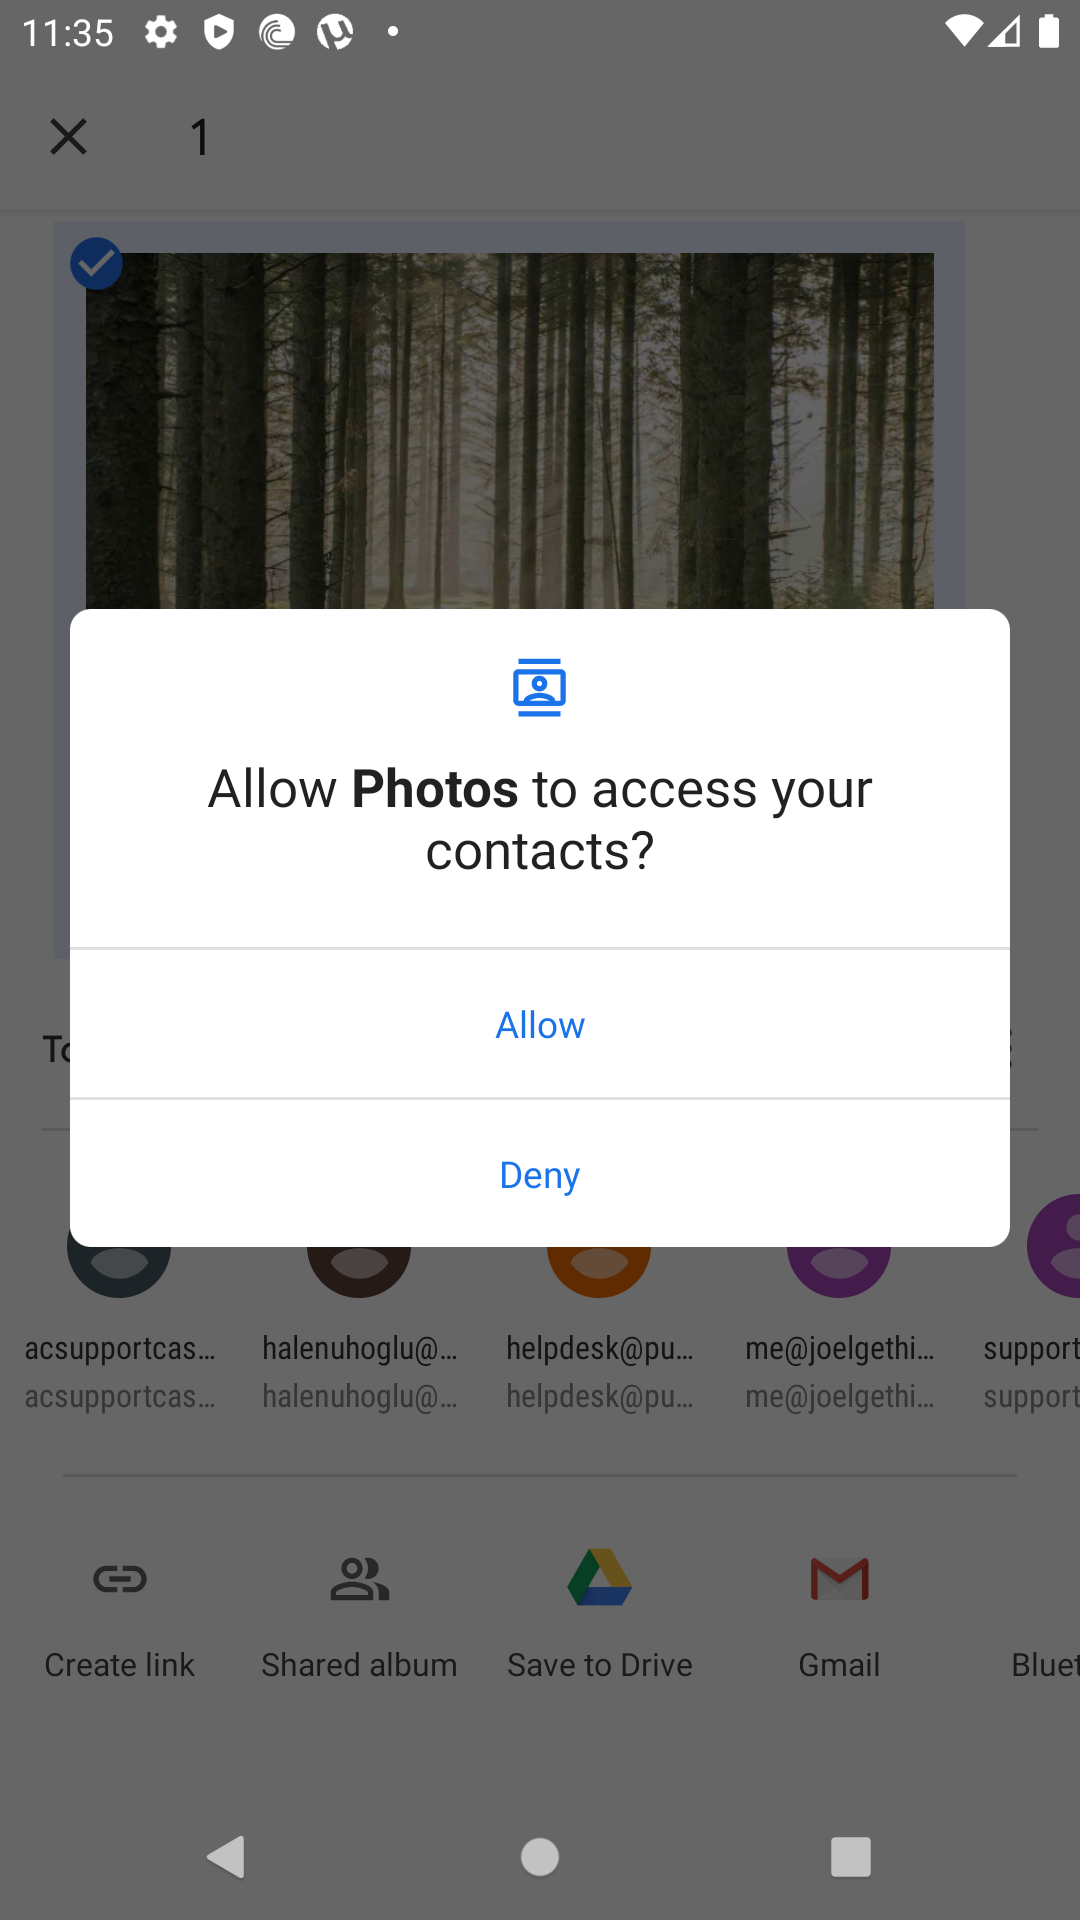 11:35
1
Allow Photos to access your
contacts?
Allow
Deny
acsupportcas... halenuhoglu@... helpdesk@pu... me@joelgethi... support
acsupportcas... halenuhoglu@... helpdesk@pu... me@joelgethi... support
Create link Shared album Save to Drive Gmail Bluet